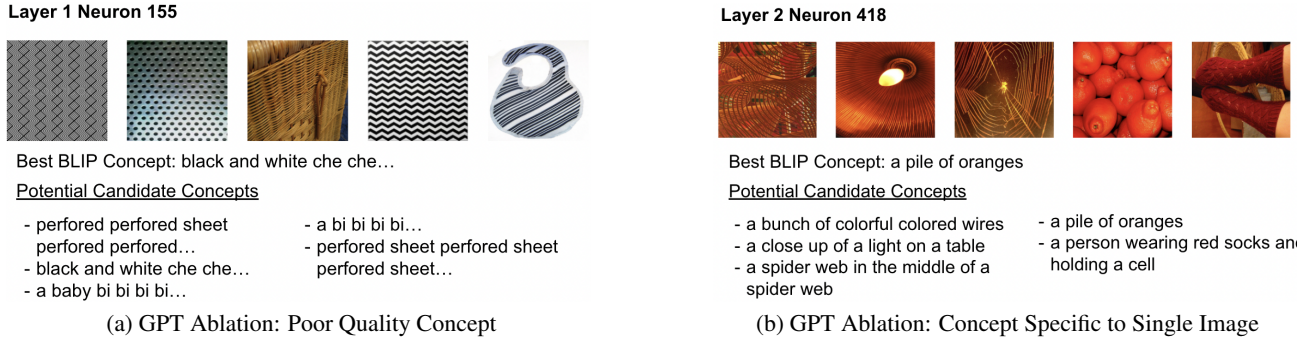 Layer 1 Neuron 155
Best BLIP Concept: black and white che che…
Potential Candidate Concepts
- perfored perfored sheet
perfored perfored…
- black and white che che…
- a baby bi bi bi bi…
- a bi bi bi bi…
- perfored sheet perfored sheet
perfored sheet…
(a) GPT Ablation: Poor Quality Concept
Layer 2 Neuron 418
Best BLIP Concept: a pile of oranges
Potential Candidate Concepts
- a bunch of colorful colored wires
- a close up of a light on a table
- a spider web in the middle of a
spider web
- a pile of oranges
- a person wearing red socks and
holding a cell
(b) GPT Ablation: Concept Specific to Single Image